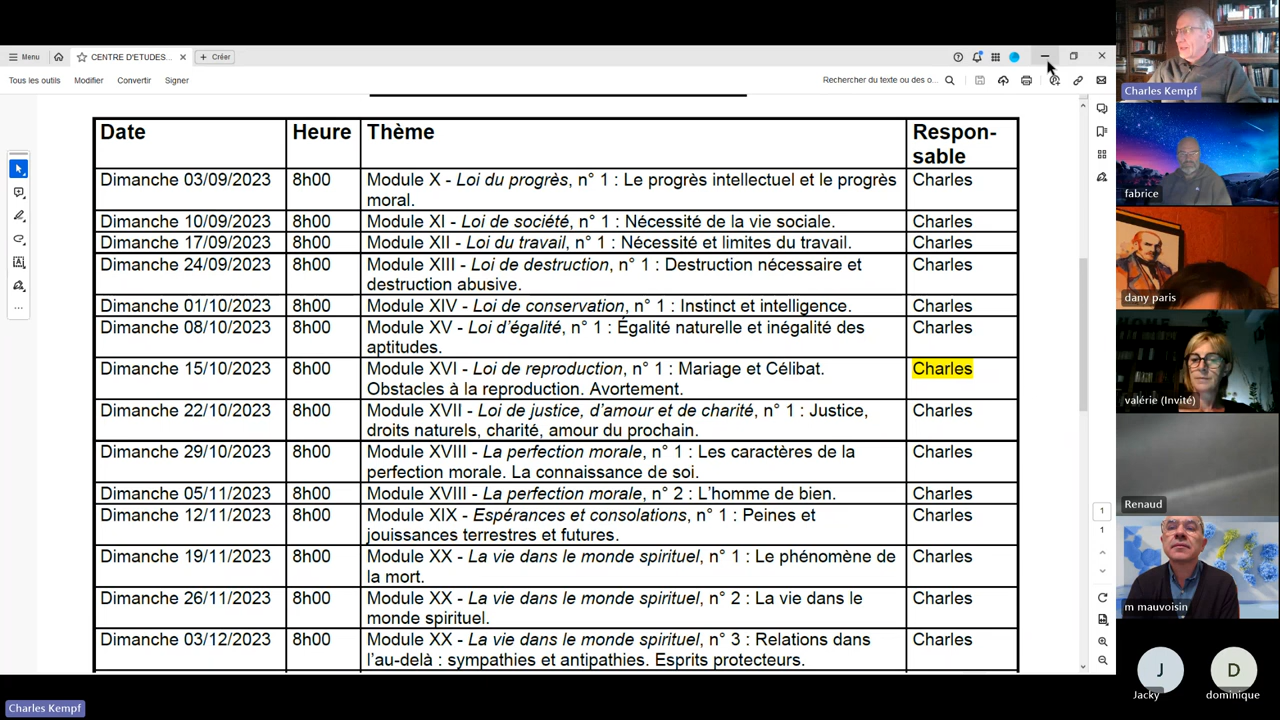 Menu
CENTRE D'ETUDES...
Créer
Tous les outils
Modifier
Convertir
Signer
Rechercher du texte ou des o...
Date
Heure
Thème
Respon-
sable
Dimanche 03/09/2023
8h00
Module X - Loi du progrès, n° 1 : Le progrès intellectuel et le progrès
moral.
Charles
Dimanche 10/09/2023
8h00
Module XI - Loi de société, n° 1 : Nécessité de la vie sociale.
Charles
Dimanche 17/09/2023
8h00
Module XII - Loi du travail, n° 1 : Nécessité et limites du travail.
Charles
Dimanche 24/09/2023
8h00
Module XIII - Loi de destruction, n° 1 : Destruction nécessaire et
destruction abusive.
Charles
Dimanche 01/10/2023
8h00
Module XIV - Loi de conservation, n° 1 : Instinct et intelligence.
Charles
Dimanche 08/10/2023
8h00
Module XV - Loi d'égalité, n° 1 : Égalité naturelle et inégalité des
aptitudes.
Charles
Dimanche 15/10/2023
8h00
Module XVI - Loi de reproduction, n° 1 : Mariage et Célibat.
Obstacles à la reproduction. Avortement.
Charles
Dimanche 22/10/2023
8h00
Module XVII - Loi de justice, d'amour et de charité, n° 1 : Justice,
droits naturels, charité, amour du prochain.
Charles
Dimanche 29/10/2023
8h00
Module XVIII - La perfection morale, n° 1 : Les caractères de la
perfection morale. La connaissance de soi.
Charles
Dimanche 05/11/2023
8h00
Module XVIII - La perfection morale, n° 2 : L'homme de bien.
Charles
Dimanche 12/11/2023
8h00
Module XIX - Espérances et consolations, n° 1 : Peines et
jouissances terrestres et futures.
Charles
Dimanche 19/11/2023
8h00
Module XX - La vie dans le monde spirituel, n° 1 : Le phénomène de
la mort.
Charles
Dimanche 26/11/2023
8h00
Module XX - La vie dans le monde spirituel, n° 2 : La vie dans le
monde spirituel.
Charles
Dimanche 03/12/2023
8h00
Module XX - La vie dans le monde spirituel, n° 3 : Relations dans
l'au-delà : sympathies et antipathies. Esprits protecteurs.
Charles
1
1
Charles Kempf
fabrice
dany paris
HOME
valérie (Invité)
Renaud
m mauvoisin
J
Jacky
D
dominique
Charles Kempf